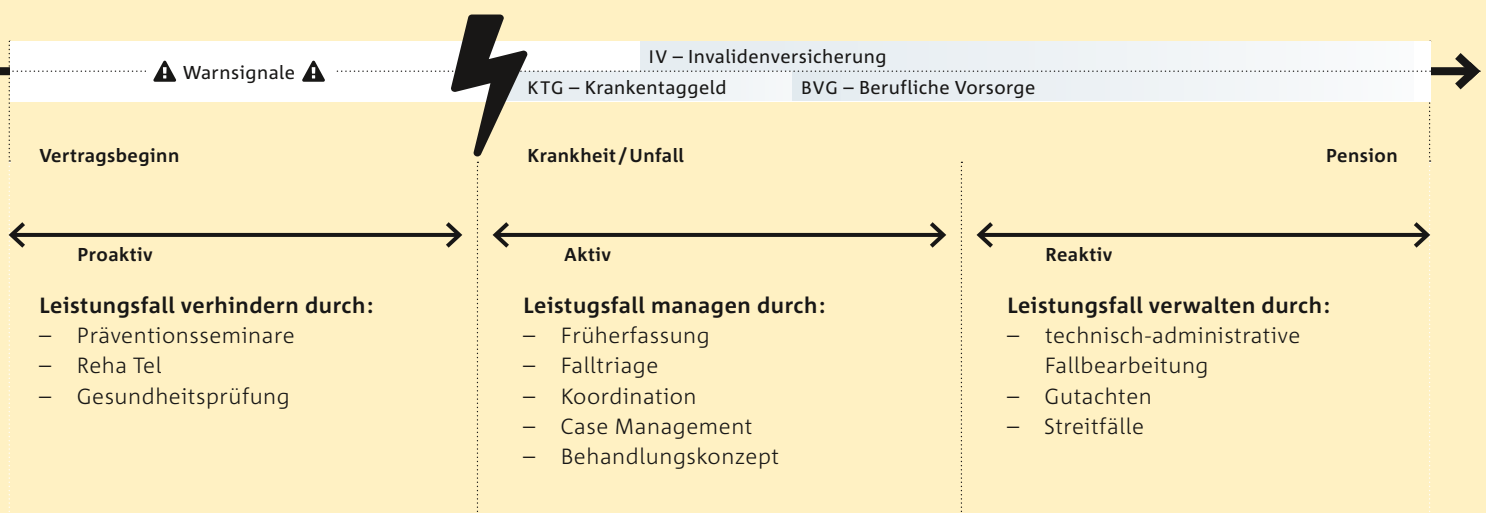 Warnsignale
IV – Invalidenversicherung
KTG – Krankentaggeld
BVG – Berufliche Vorsorge
Vertragsbeginn
Krankheit/Unfall
Pension
Proaktiv
Leistungsfall verhindern durch:
– Präventionsseminare
– Reha Tel
– Gesundheitsprüfung
Aktiv
Leistugsfall managen durch:
– Früherfassung
– Falltriage
– Koordination
– Case Management
– Behandlungskonzept
Reaktiv
Leistungsfall verwalten durch:
– technisch-administrative
Fallbearbeitung
– Gutachten
– Streitfälle